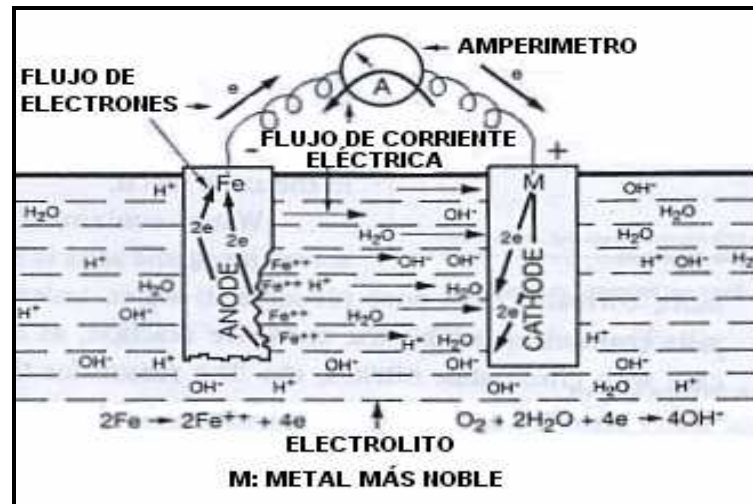 AMPERIMETRO
FLUJO DE
ELECTRONES
e
A
e
FLUJO DE CORRIENTE
ELÉCTRICA
-
+
Fe
M
H⁺
OH⁻
H₂O
OH⁻
H₂O
2e
2e
H₂O
2e
H⁺
H₂O
Fe⁺⁺
OH⁻
OH⁻
OH⁻
H₂
H⁺
Fe⁺⁺
H⁺
H₂O
2e
OH⁻
Fe⁺⁺
H₂O
OH⁻
Fe⁺⁺
H⁺
H₂O
H⁺
ANODE
CATHODE
OH⁻
OH⁻
OH⁻
OH⁻
H⁺
OH⁻
H₂O
H⁺
2Fe → 2Fe⁺⁺ + 4e
O₂ + 2H₂O + 4e → 4OH⁻
ELECTROLITO
M: METAL MÁS NOBLE